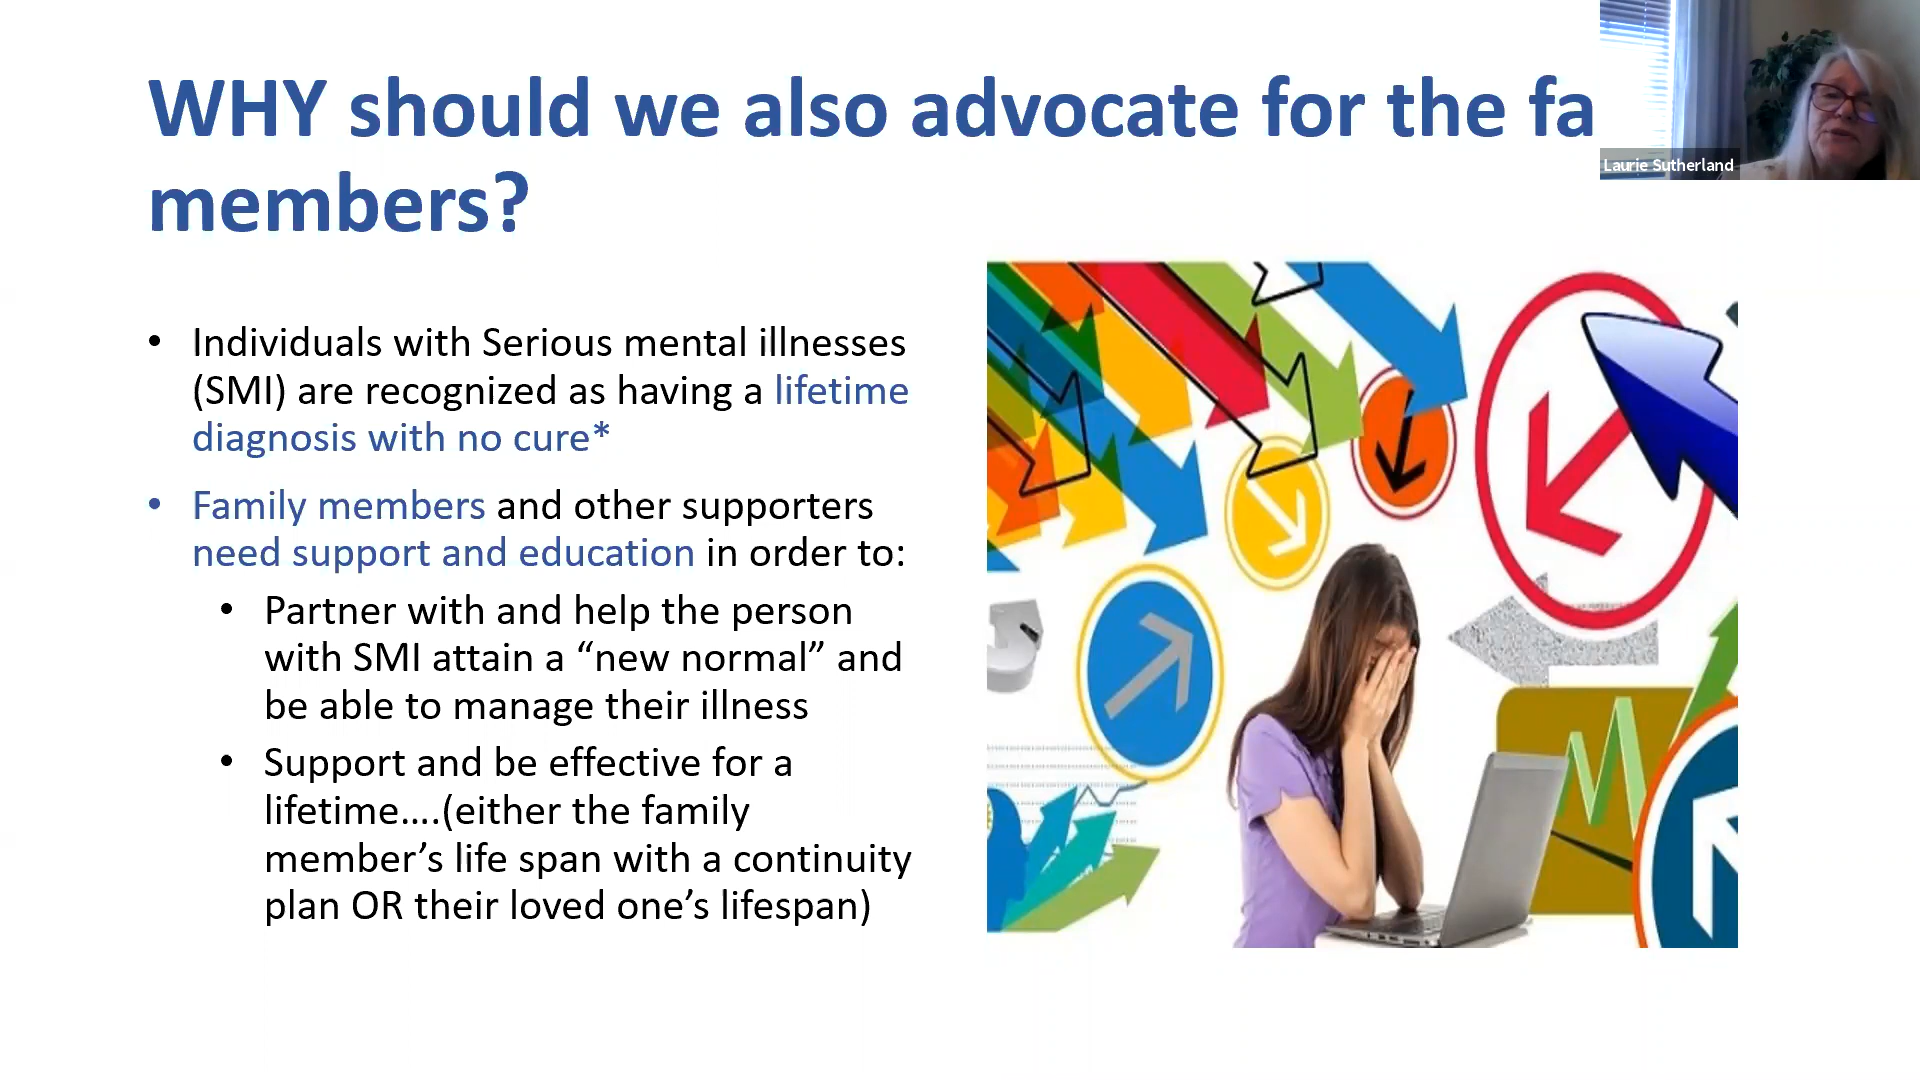 WHY should we also advocate for the fa
members?
Laurie Sutherland
• Individuals with Serious mental illnesses
(SMI) are recognized as having a lifetime
diagnosis with no cure*
• Family members and other supporters
need support and education in order to:
• Partner with and help the person
with SMI attain a “new normal” and
be able to manage their illness
• Support and be effective for a
lifetime....(either the family
member’s life span with a continuity
plan OR their loved one’s lifespan)